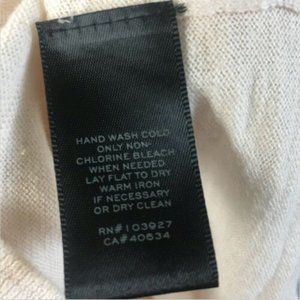 HAND WASH COLD
ONLY NON-
CHLORINE BLEACH
WHEN NEEDED
LAY FLAT TO DRY
WARM IRON
IF NECESSARY
OR DRY CLEAN
RN#103927
CA#40634